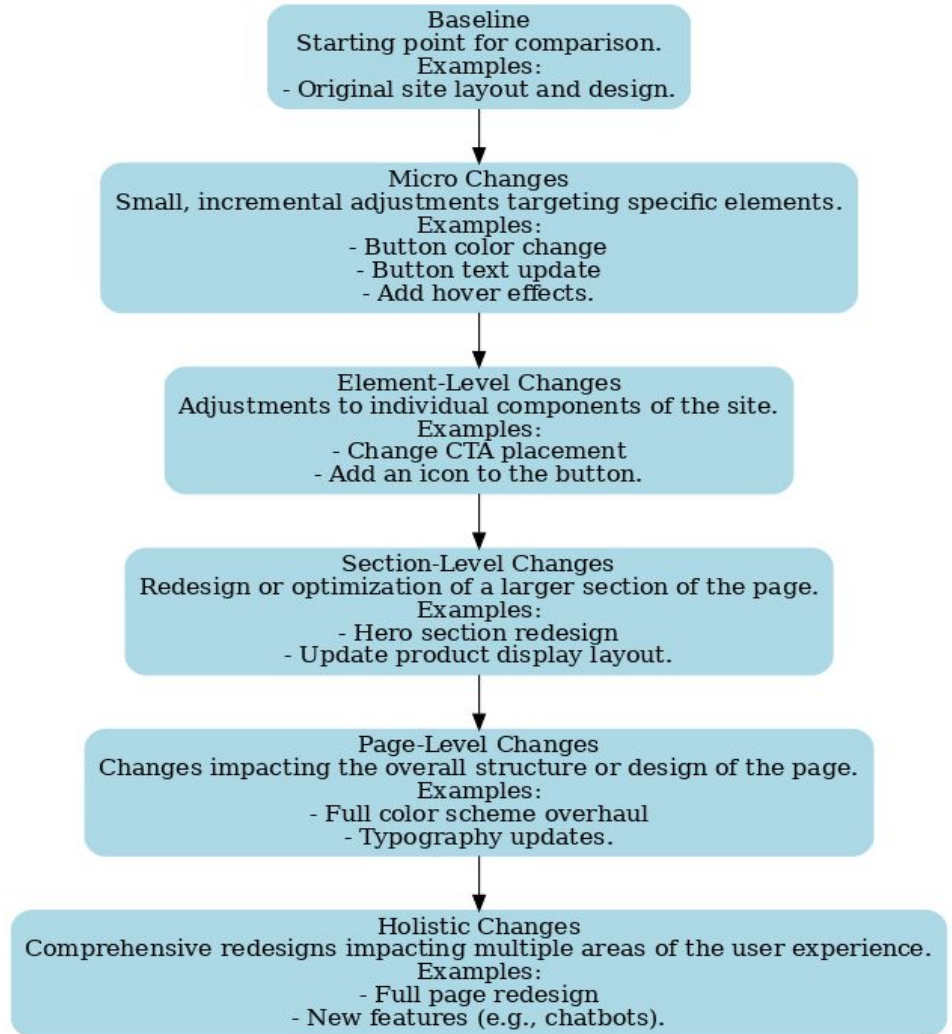 Baseline
Starting point for comparison.
Examples:
- Original site layout and design.
Micro Changes
Small, incremental adjustments targeting specific elements.
Examples:
- Button color change
- Button text update
- Add hover effects.
Element-Level Changes
Adjustments to individual components of the site.
Examples:
- Change CTA placement
- Add an icon to the button.
Section-Level Changes
Redesign or optimization of a larger section of the page.
Examples:
- Hero section redesign
- Update product display layout.
Page-Level Changes
Changes impacting the overall structure or design of the page.
Examples:
- Full color scheme overhaul
- Typography updates.
Holistic Changes
Comprehensive redesigns impacting multiple areas of the user experience.
Examples:
- Full page redesign
- New features (e.g., chatbots).